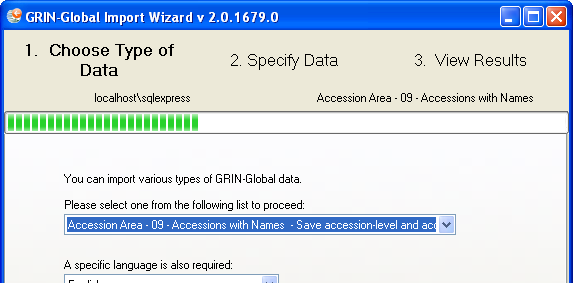 GRIN-Global Import Wizard v 2.0.1679.0
1. Choose Type of Data
2. Specify Data
3. View Results
localhost\sqlexpress
Accession Area - 09 - Accessions with Names
You can import various types of GRIN-Global data.
Please select one from the following list to proceed:
Accession Area - 09 - Accessions with Names - Save accession-level and
A specific language is also required:
English